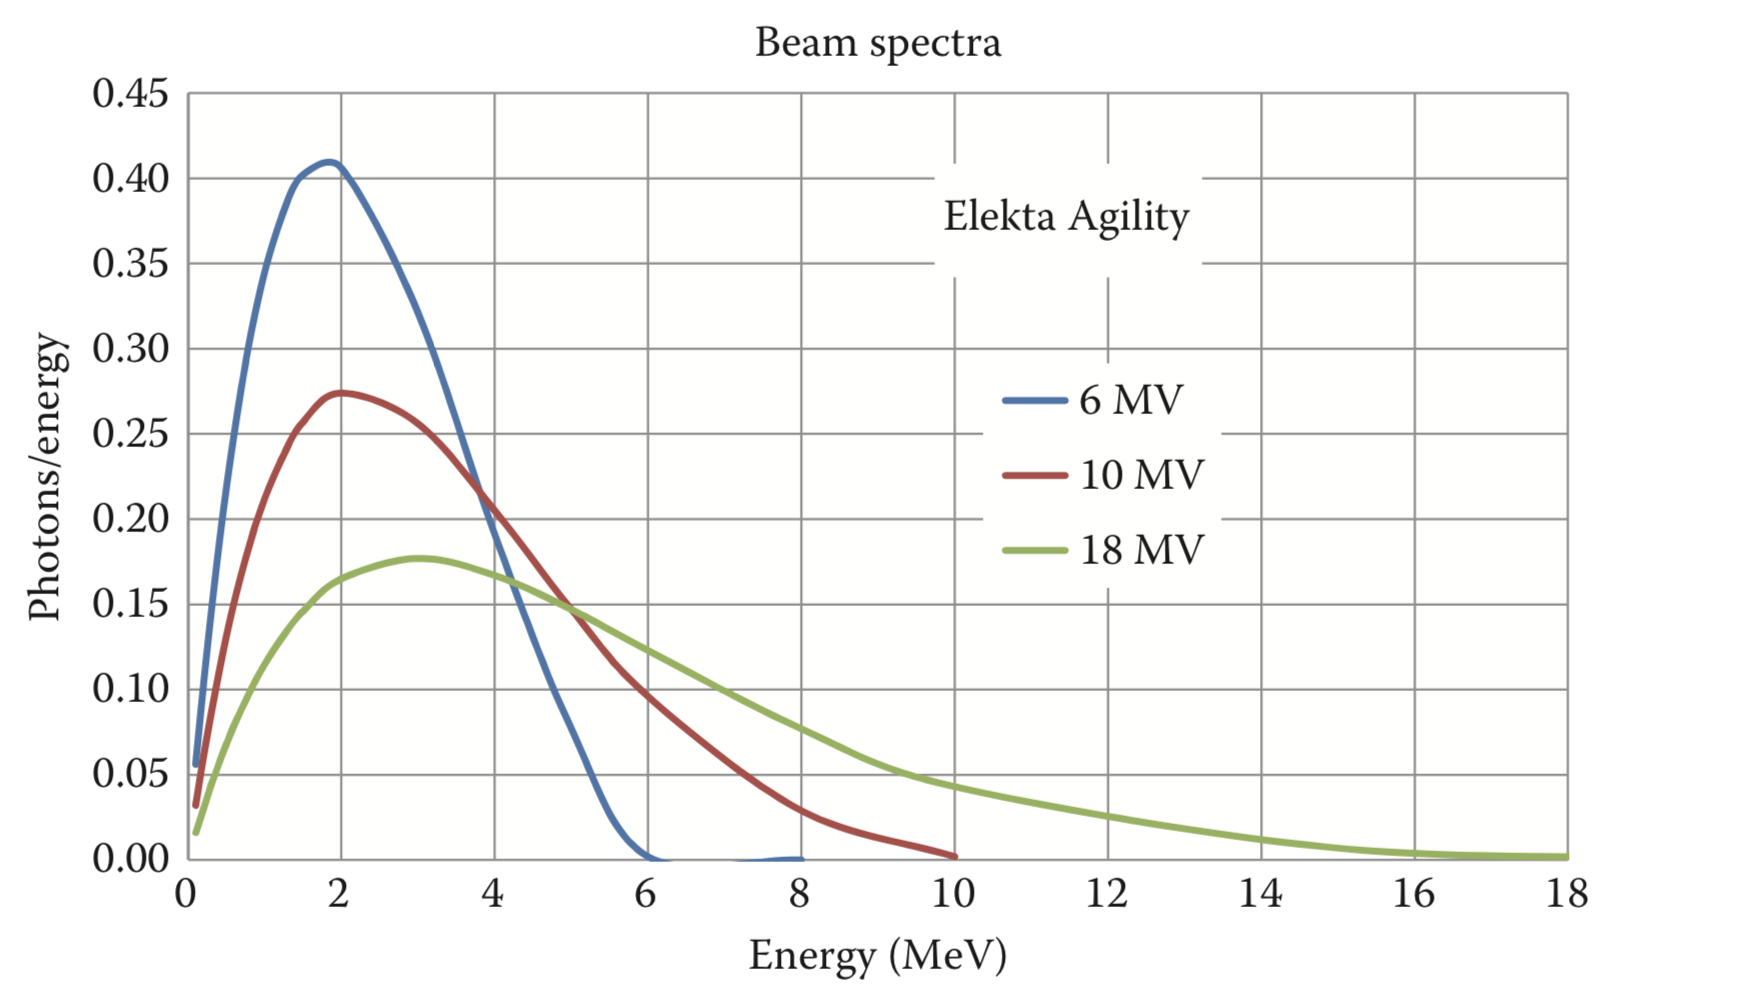 Beam spectra
0.45
0.40
0.35
0.30
0.25
0.20
0.15
0.10
0.05
0.00
Photons/energy
Elekta Agility
6 MV
10 MV
18 MV
0 2 4 6 8 10 12 14 16 18
Energy (MeV)